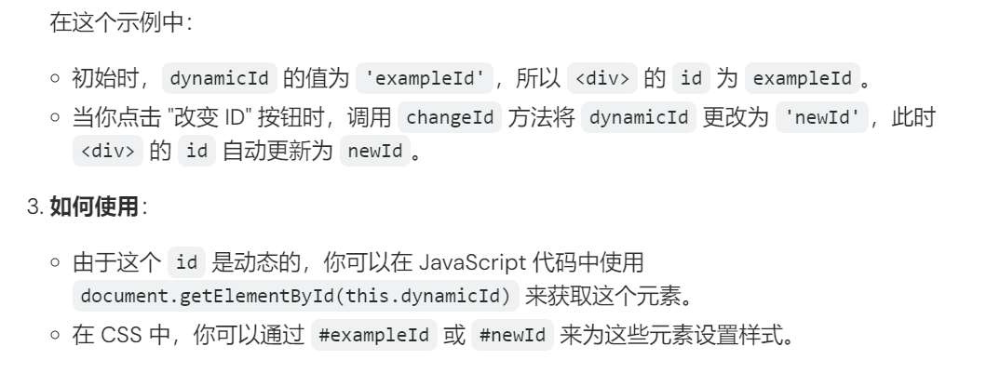 在这个示例中：
初始时， dynamicId 的值为 'exampleId'，所以 <div> 的 id 为 exampleId。
当你点击 "改变 ID" 按钮时，调用 changeId 方法将 dynamicId 更改为 'newId'，此时
<div> 的 id 自动更新为 newId。
3. 如何使用：
由于这个 id 是动态的，你可以在 JavaScript 代码中使用
document.getElementById(this.dynamicId) 来获取这个元素。
在 CSS 中，你可以通过 #exampleId 或 #newId 来为这些元素设置样式。